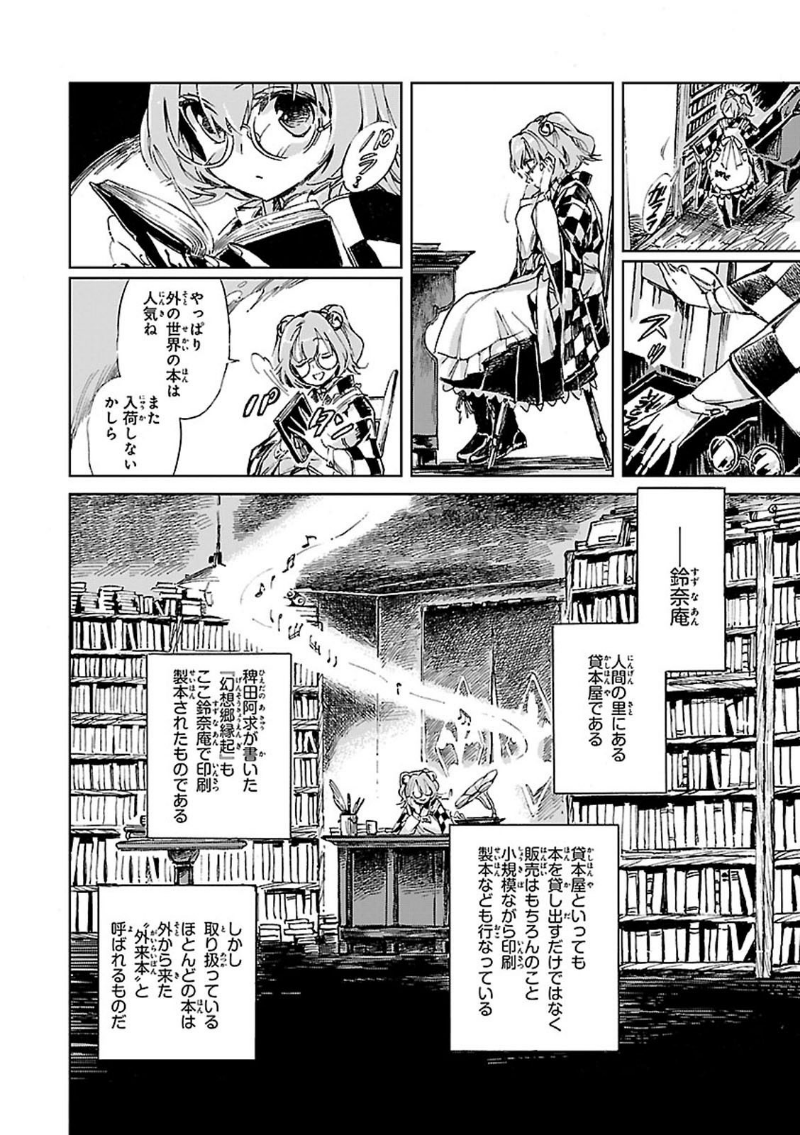 やっぱり
外の世界の本は
人気ね
また
入荷しない
かしら
パタ
――鈴奈庵
人間の里にある
貸本屋である
貸本屋といっても
本を貸し出すだけではなく
販売はもちろんのこと
小規模ながら印刷
製本なども行なっている
稗田阿求が書いた
『幻想郷縁起』も
ここ鈴奈庵で印刷
製本されたものである
しかし
取り扱っている
ほとんどの本は
外から来た
〝外来本〟と
呼ばれるものだ